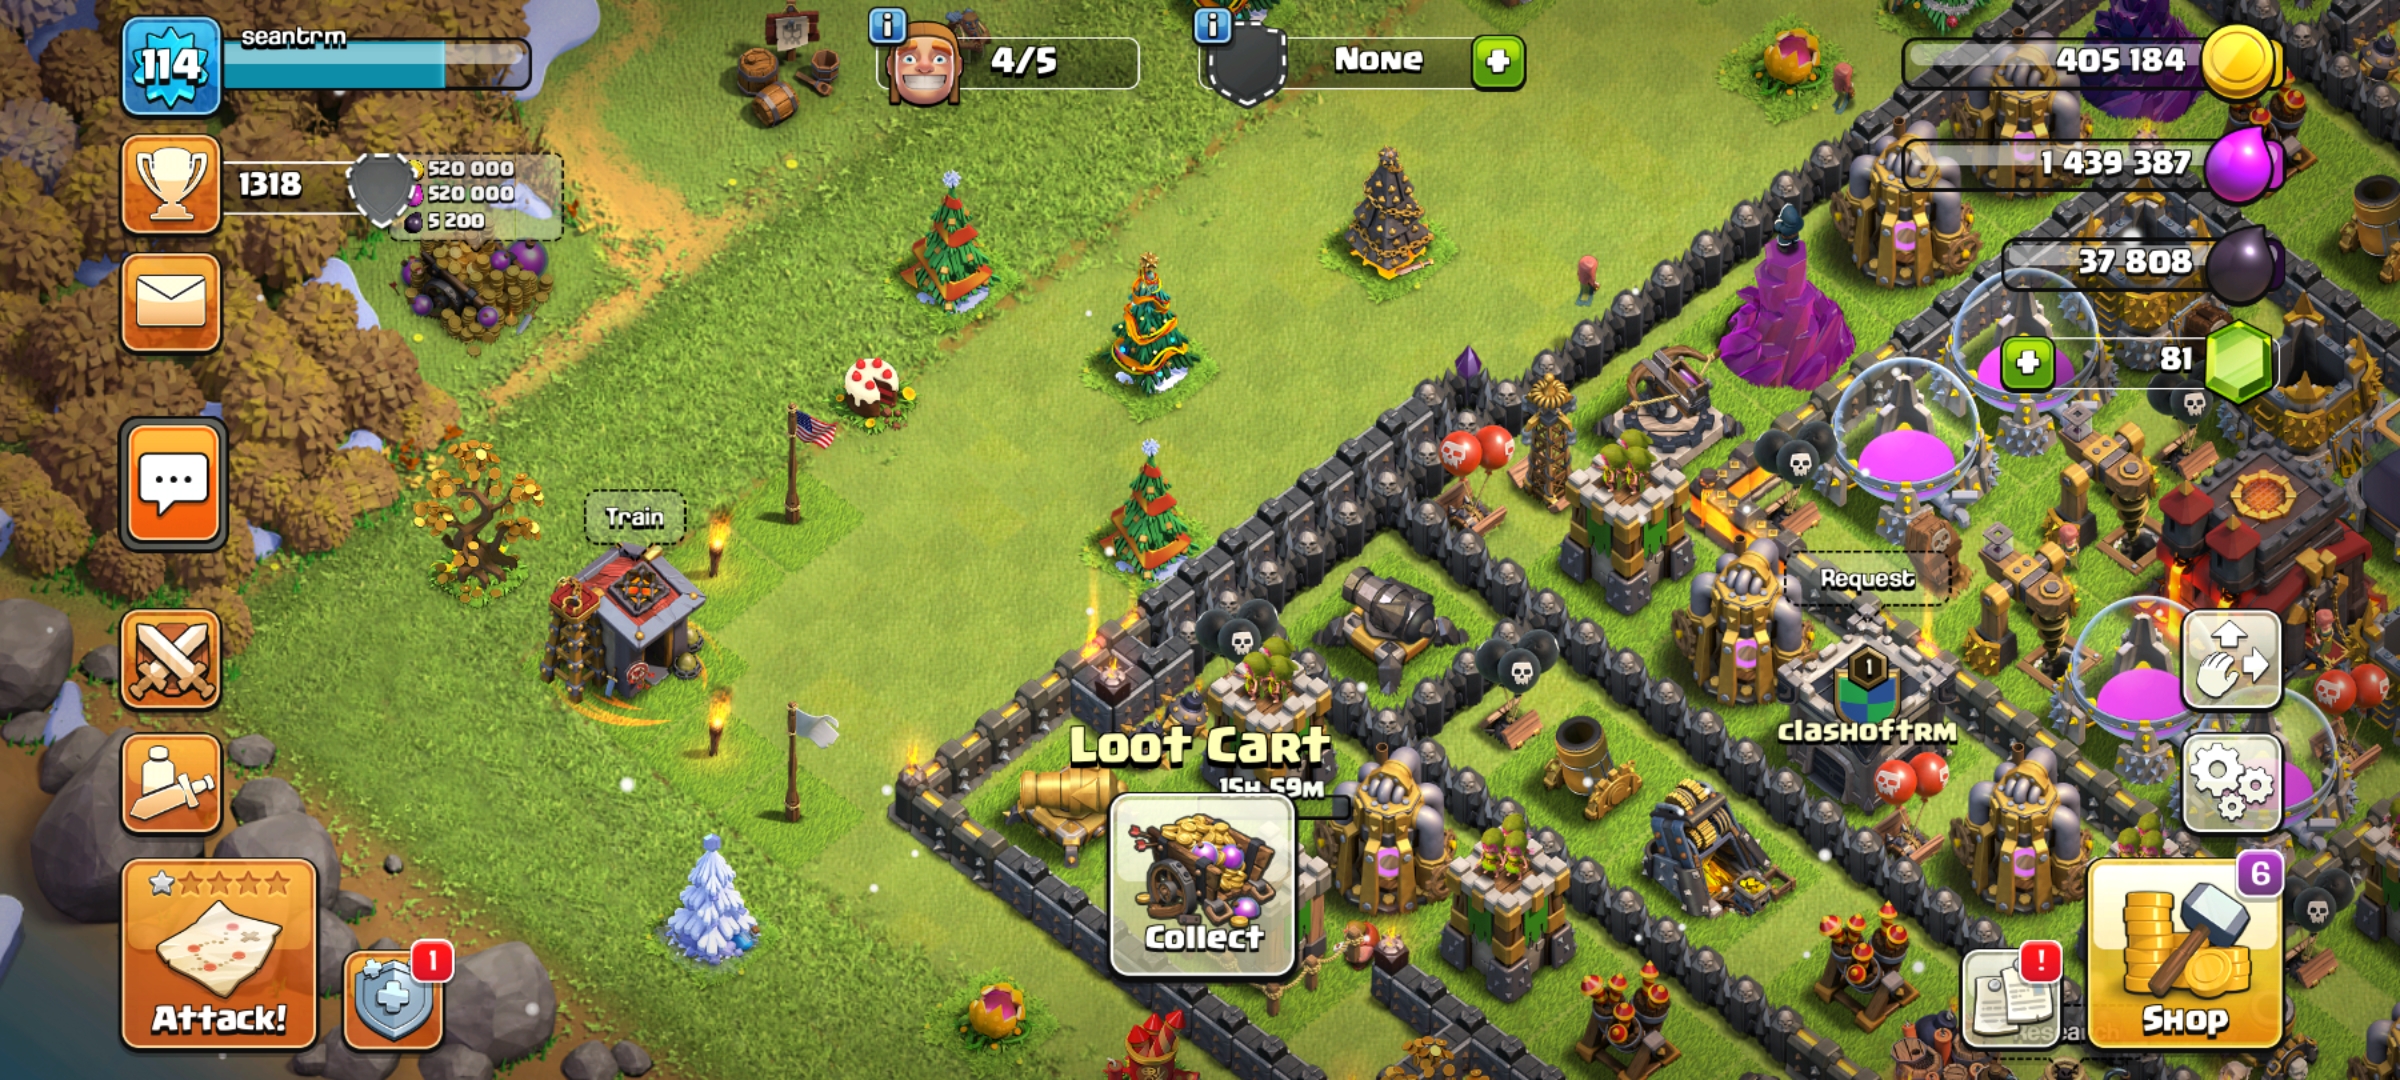 114
seantrm
4/5
None
405 184
1318
520 000
520 000
5 200
1 439 387
37 808
81
Train
Request
1
clashoftrm
Loot Cart
15H 59M
Collect
6
Attack!
1
!
Shop
Research